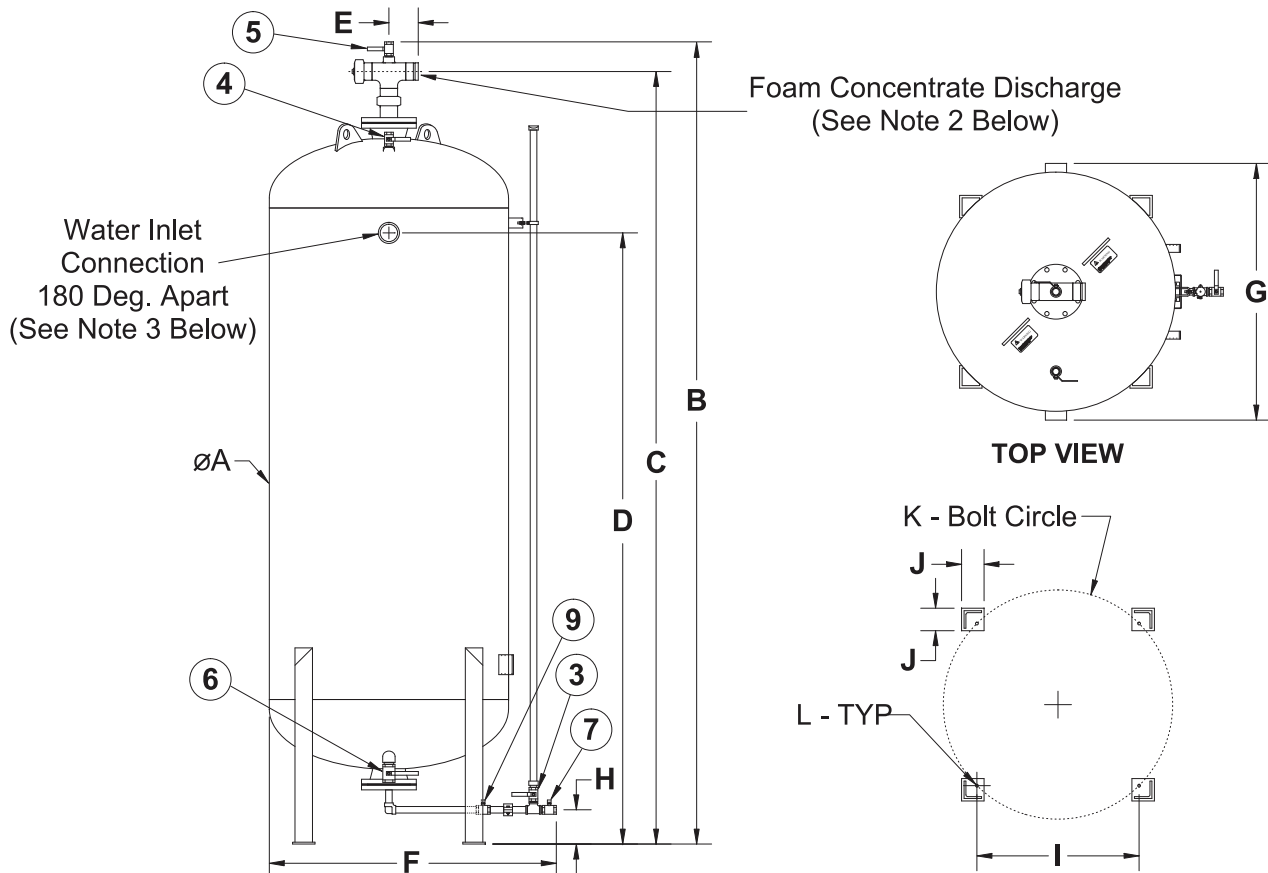 E
5
4
Foam Concentrate Discharge
(See Note 2 Below)
Water Inlet
Connection
180 Deg. Apart
(See Note 3 Below)
G
B
TOP VIEW
øA
C
D
K - Bolt Circle
J
J
9
3
6
7
L - TYP
H
F
I